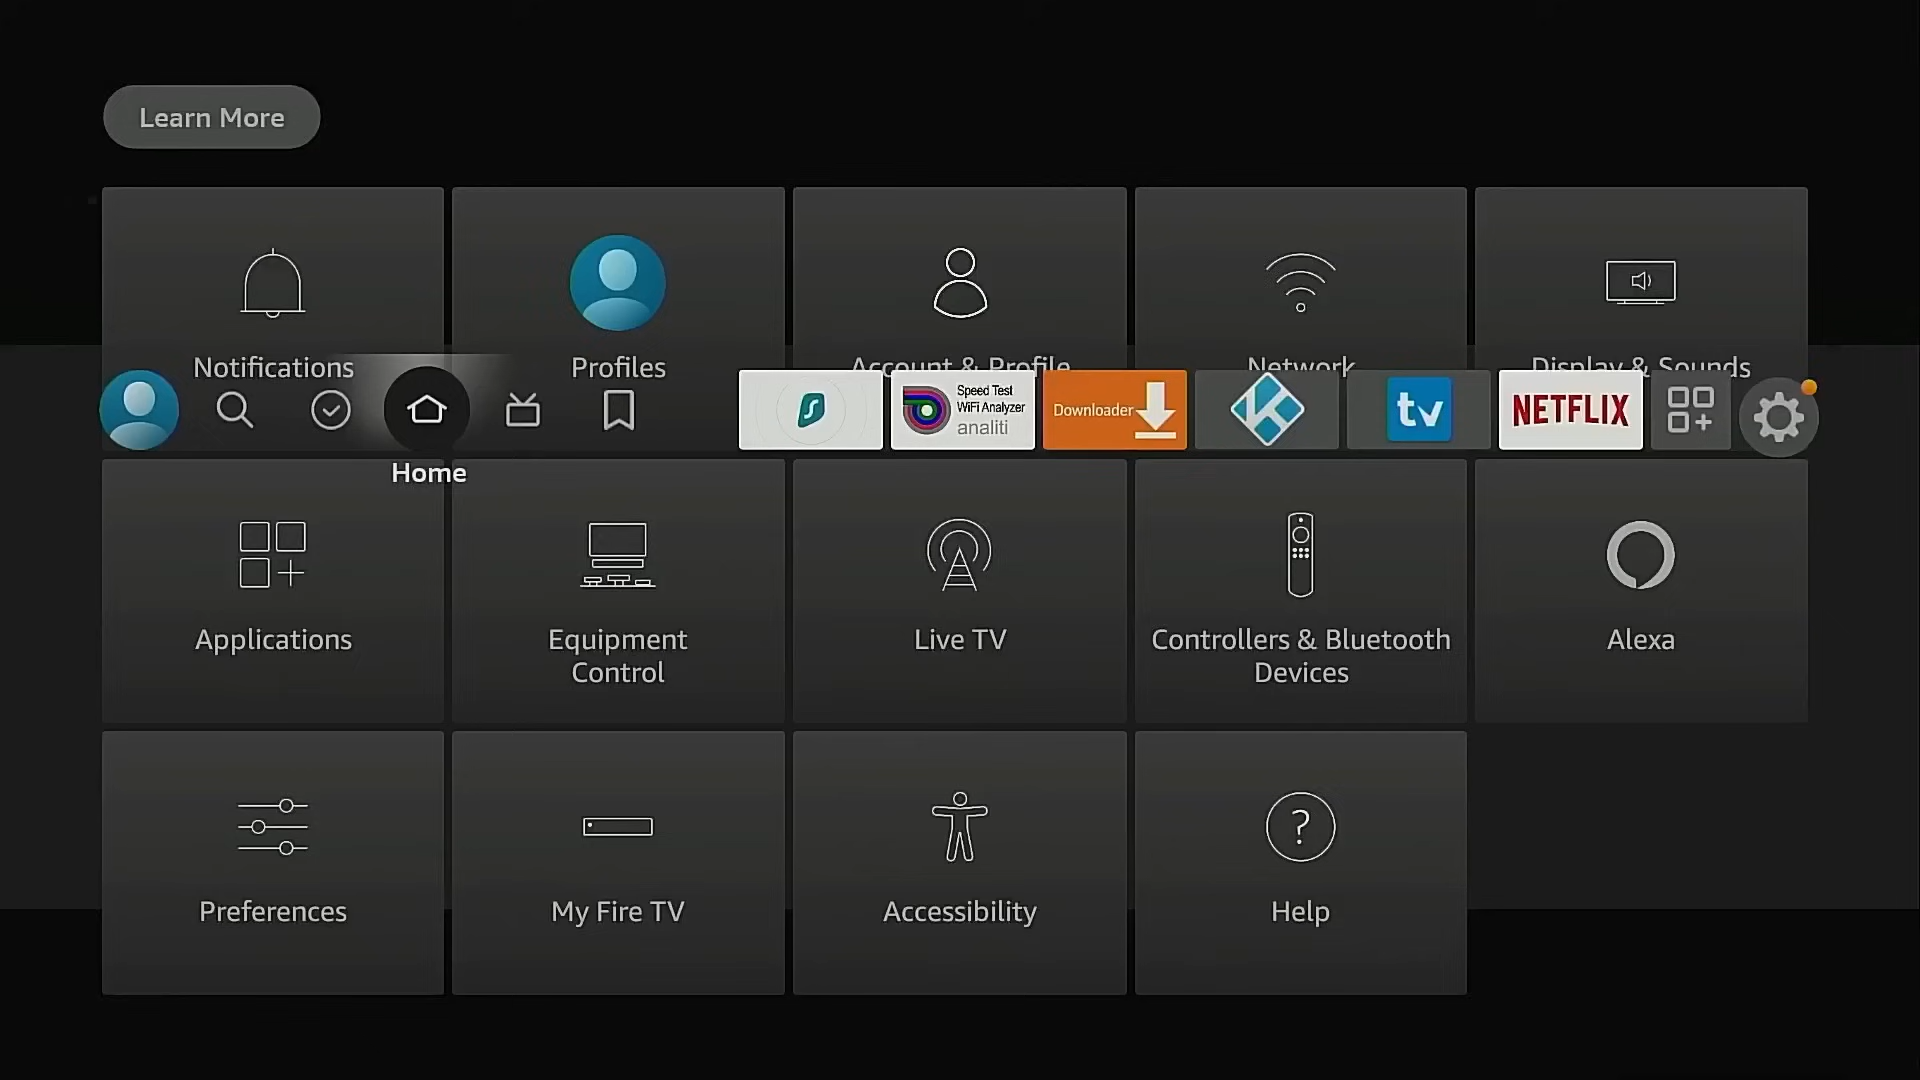 Learn More
Notifications
Profiles
Account & Profile
Network
Display & Sounds
Speed Test
WiFi Analyzer
analiti
Downloader
tv
NETFLIX
Home
Applications
Equipment
Control
Live TV
Controllers & Bluetooth
Devices
Alexa
Preferences
My Fire TV
Accessibility
Help
?